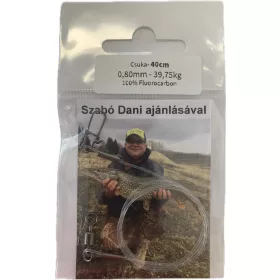 Csuka- 40cm
0,80mm - 39,75kg
100% Fluorocarbon
Szabó Dani ajánlásával